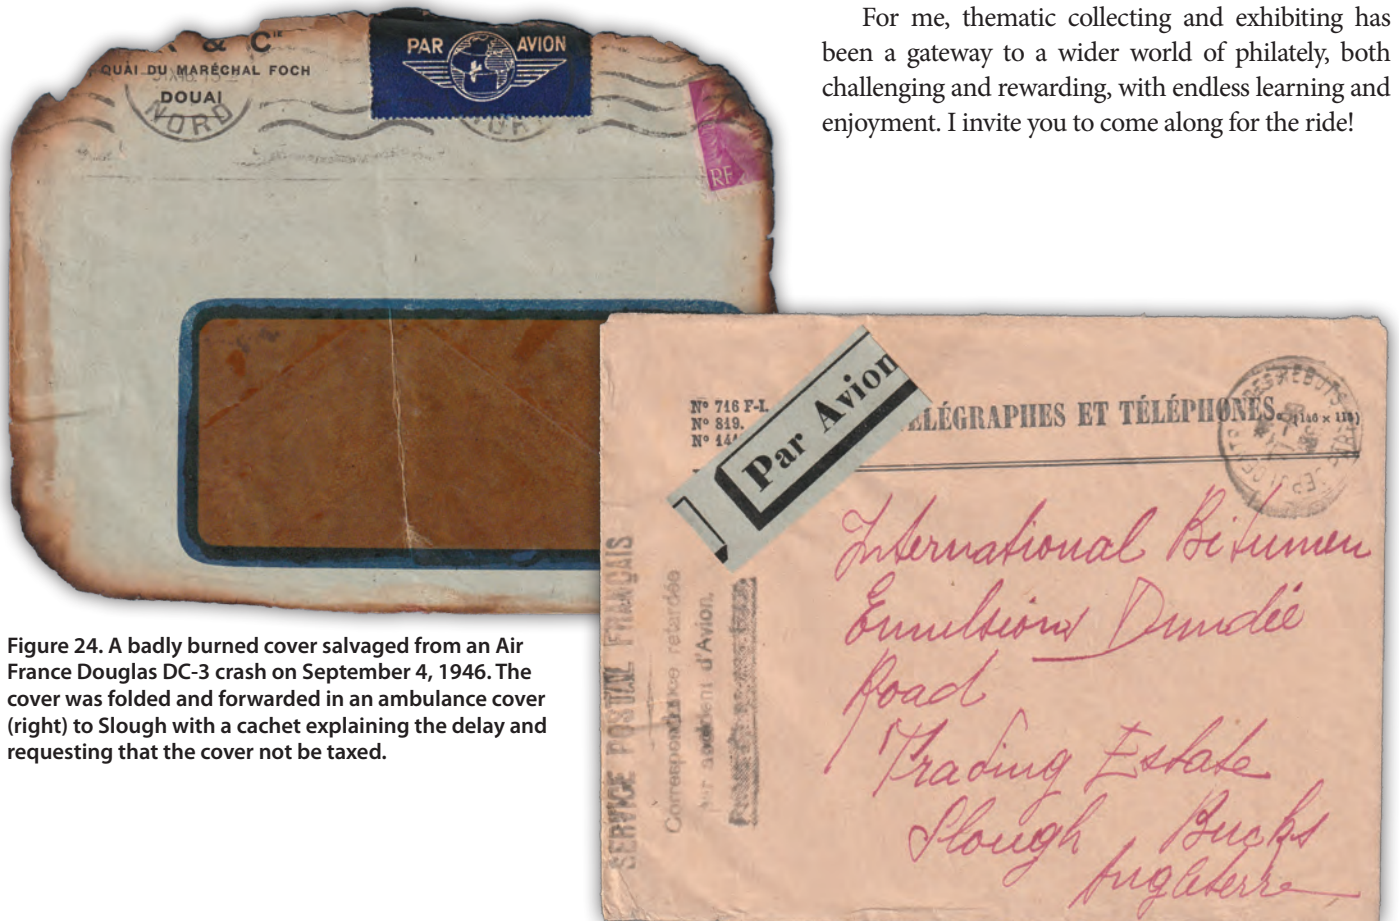 For me, thematic collecting and exhibiting has
been a gateway to a wider world of philately, both
challenging and rewarding, with endless learning and
enjoyment. I invite you to come along for the ride!
& Cie
QUAI DU MARÉCHAL FOCH
DOUAI
NORD
PAR AVION
RF
Nº 716 F-I.
Nº 819.
Par Avion
TÉLÉGRAPHES ET TÉLÉPHONES.
SERVICE POSTAL FRANÇAIS
Correspondance retardée
par accident d'Avion.
International Bitumen
Emulsions Dundee
Road
Trading Estate
Slough Bucks
Angleterre
Figure 24. A badly burned cover salvaged from an Air
France Douglas DC-3 crash on September 4, 1946. The
cover was folded and forwarded in an ambulance cover
(right) to Slough with a cachet explaining the delay and
requesting that the cover not be taxed.